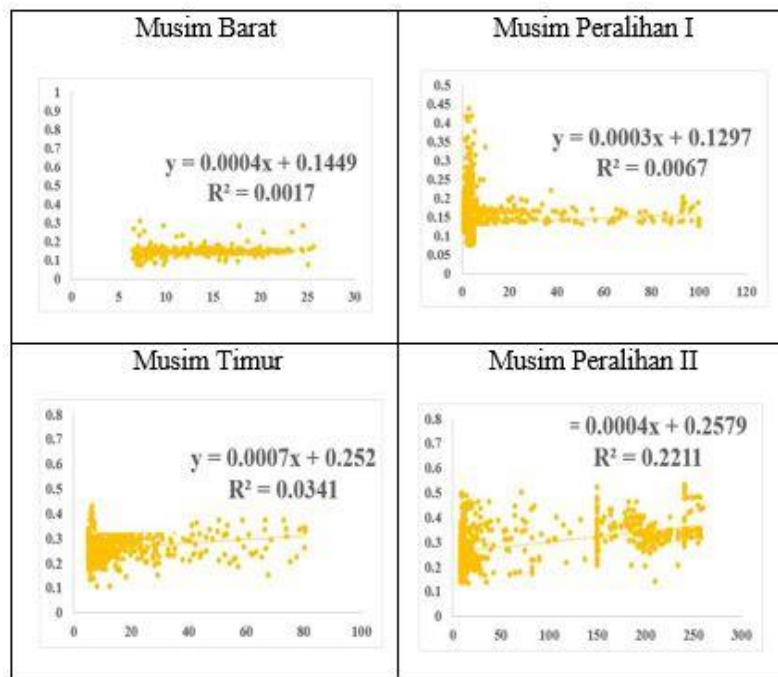 Musim Barat
1
0.9
0.8
0.7
0.6
0.5
0.4
0.3
0.2
0.1
0
y = 0.0004x + 0.1449
R² = 0.0017
0 5 10 15 20 25 30
Musim Peralihan I
0.5
0.45
0.4
0.35
0.3
0.25
0.2
0.15
0.1
0.05
0
y = 0.0003x + 0.1297
R² = 0.0067
0 20 40 60 80 100 120
Musim Timur
0.8
0.7
0.6
0.5
0.4
0.3
0.2
0.1
0
y = 0.0007x + 0.252
R² = 0.0341
0 20 40 60 80 100
Musim Peralihan II
0.8
0.7
0.6
0.5
0.4
0.3
0.2
0.1
0
= 0.0004x + 0.2579
R² = 0.2211
0 50 100 150 200 250 300